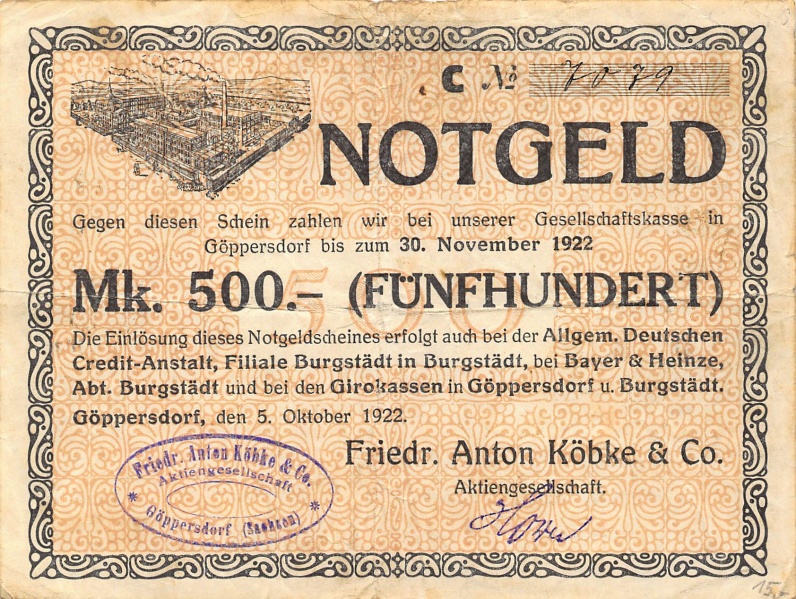 C № 7079
NOTGELD
Gegen diesen Schein zahlen wir bei unserer Gesellschaftskasse in
Göppersdorf bis zum 30. November 1922
Mk. 500.– (FÜNFHUNDERT)
Die Einlösung dieses Notgeldscheines erfolgt auch bei der Allgem. Deutschen
Credit-Anstalt, Filiale Burgstädt in Burgstädt, bei Bayer & Heinze,
Abt. Burgstädt und bei den Girokassen in Göppersdorf u. Burgstädt.
Göppersdorf, den 5. Oktober 1922.
Friedr. Anton Köbke & Co.
Aktiengesellschaft.
Friedr. Anton Köbke & Co.
Aktiengesellschaft
* Göppersdorf (Sachsen) *
500
15.-